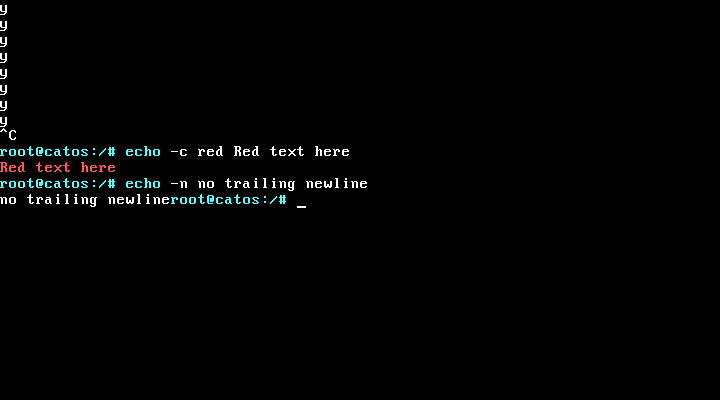 y
y
y
y
y
y
y
y
^C
root@catos:/# echo -c red Red text here
Red text here
root@catos:/# echo -n no trailing newline
no trailing newlineroot@catos:/# _